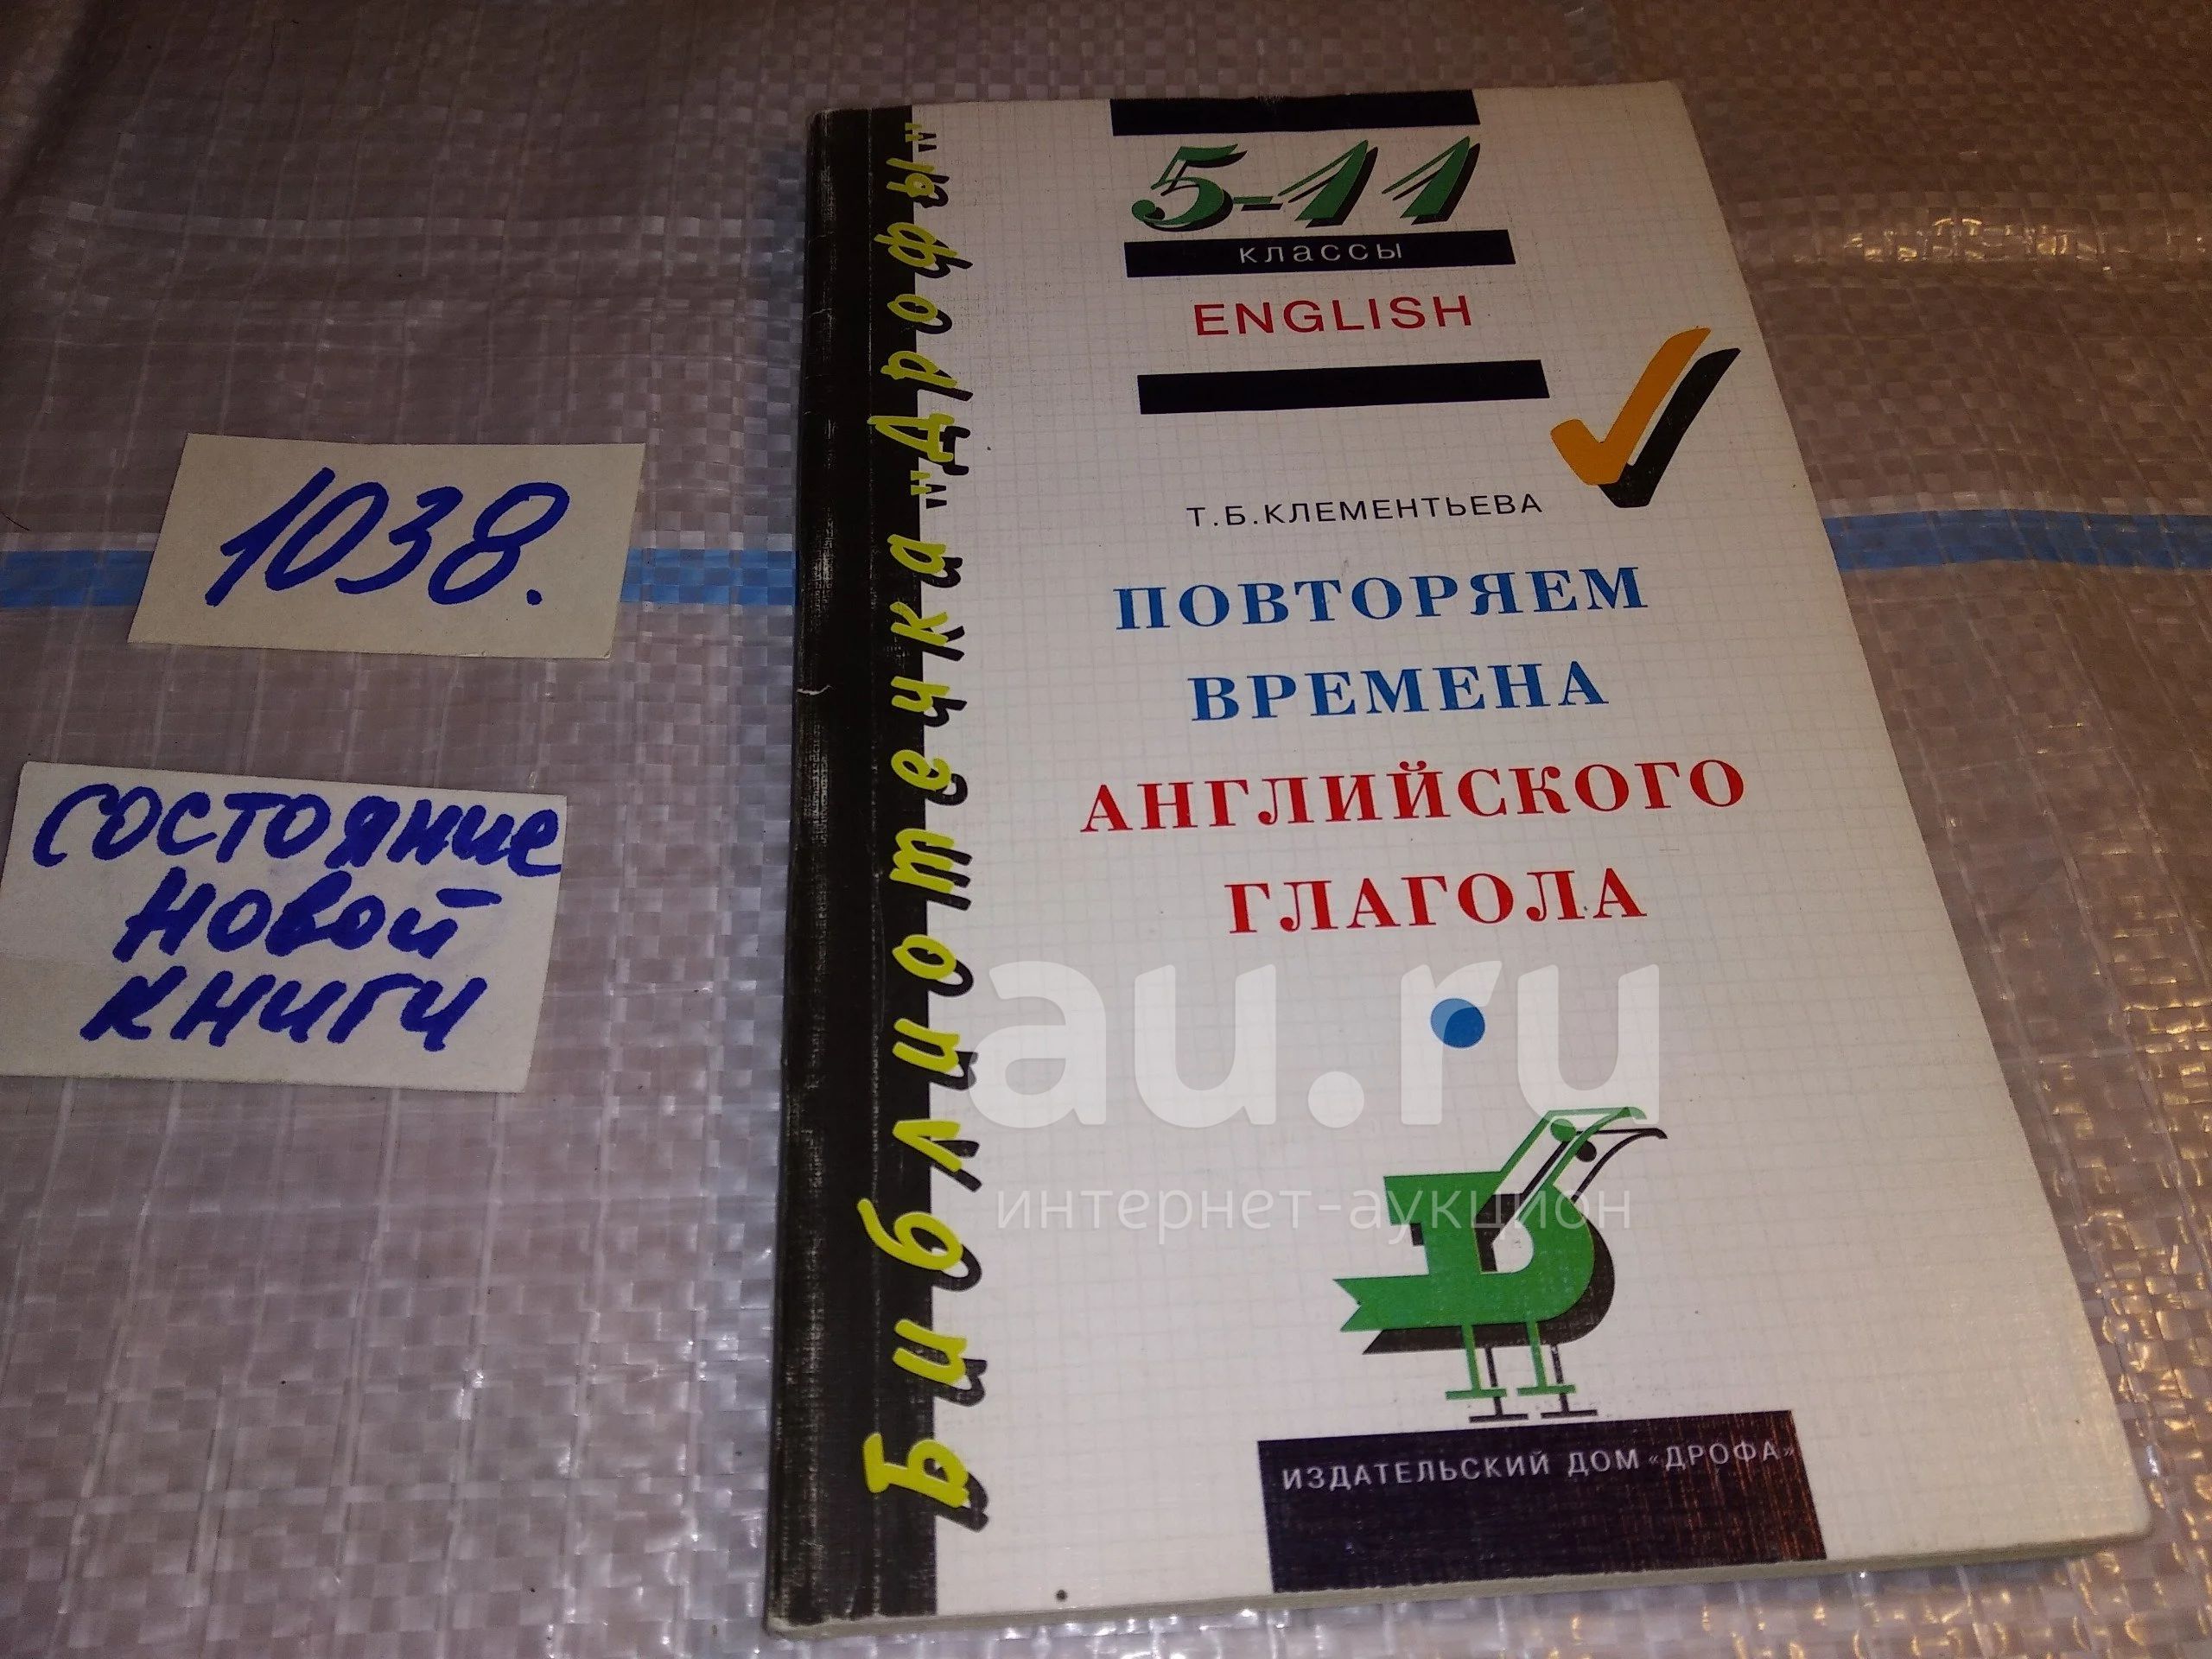 1038.
состояние
новой
книги
Библиотечка "Дрофы"
5-11
классы
ENGLISH
Т.Б.КЛЕМЕНТЬЕВА
ПОВТОРЯЕМ
ВРЕМЕНА
АНГЛИЙСКОГО
ГЛАГОЛА
au.ru
интернет-аукцион
ИЗДАТЕЛЬСКИЙ ДОМ «ДРОФА»